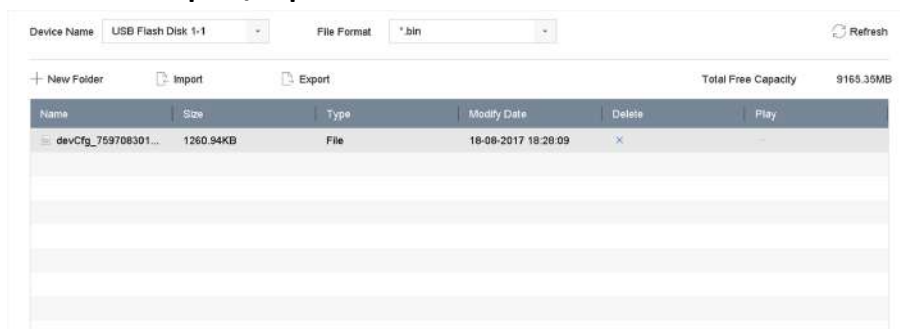 Device Name USB Flash Disk 1-1 File Format *.bin Refresh
New Folder Import Export Total Free Capacity 9165.35MB
Name Size Type Modify Date Delete Play
devCfg_759708301... 1260.94KB File 18-08-2017 18:28:09